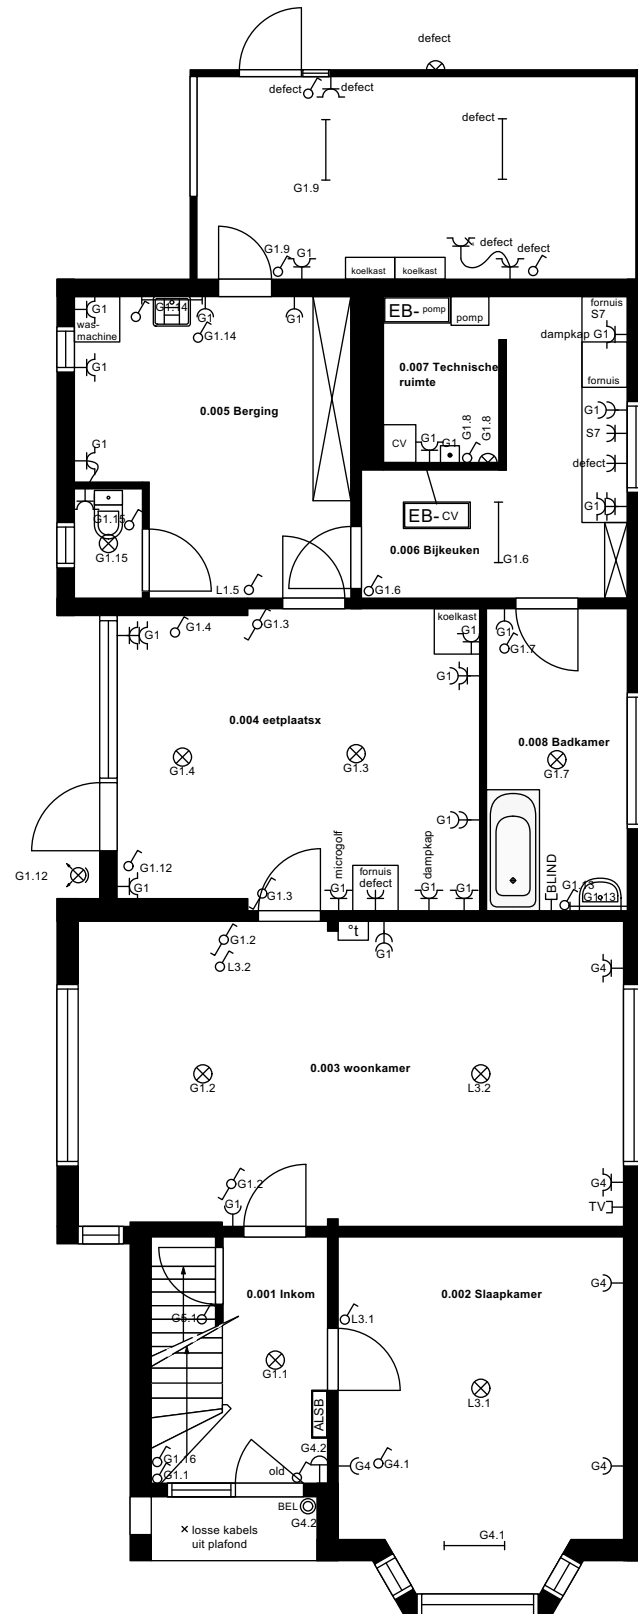 defect
defect
defect
defect
G1.9
G1.9
G1
defect
defect
koelkast
koelkast
G1
G1.14
G1
G1
EB- pomp
pomp
fornuis
S7
was-
machine
G1.14
dampkap G1
G1
0.007 Technische
ruimte
fornuis
0.005 Berging
G1
G1.8
G1.8
S7
CV
G1
G1
G1
defect
G1.15
EB- CV
G1
G1.15
0.006 Bijkeuken
G1.6
L1.5
G1.6
koelkast
G1
G1.4
G1.3
G1
G1
G1.7
G1
0.004 eetplaatsx
0.008 Badkamer
G1.4
G1.3
G1.7
G1
G1.12
G1.12
G1
G1.3
microgolf
G1
fornuis
defect
dampkap
G1
G1
BLIND
G1.13
G1.13
°t
G1.2
G1
L3.2
G4
0.003 woonkamer
G1.2
L3.2
G1.2
G4
G1
TV
0.001 Inkom
0.002 Slaapkamer
G4
G5.1
L3.1
G1.1
L3.1
ALSB
G4.2
G1.16
G4
G4.1
G4
G1.1
old
BEL
G4.2
× losse kabels
uit plafond
G4.1